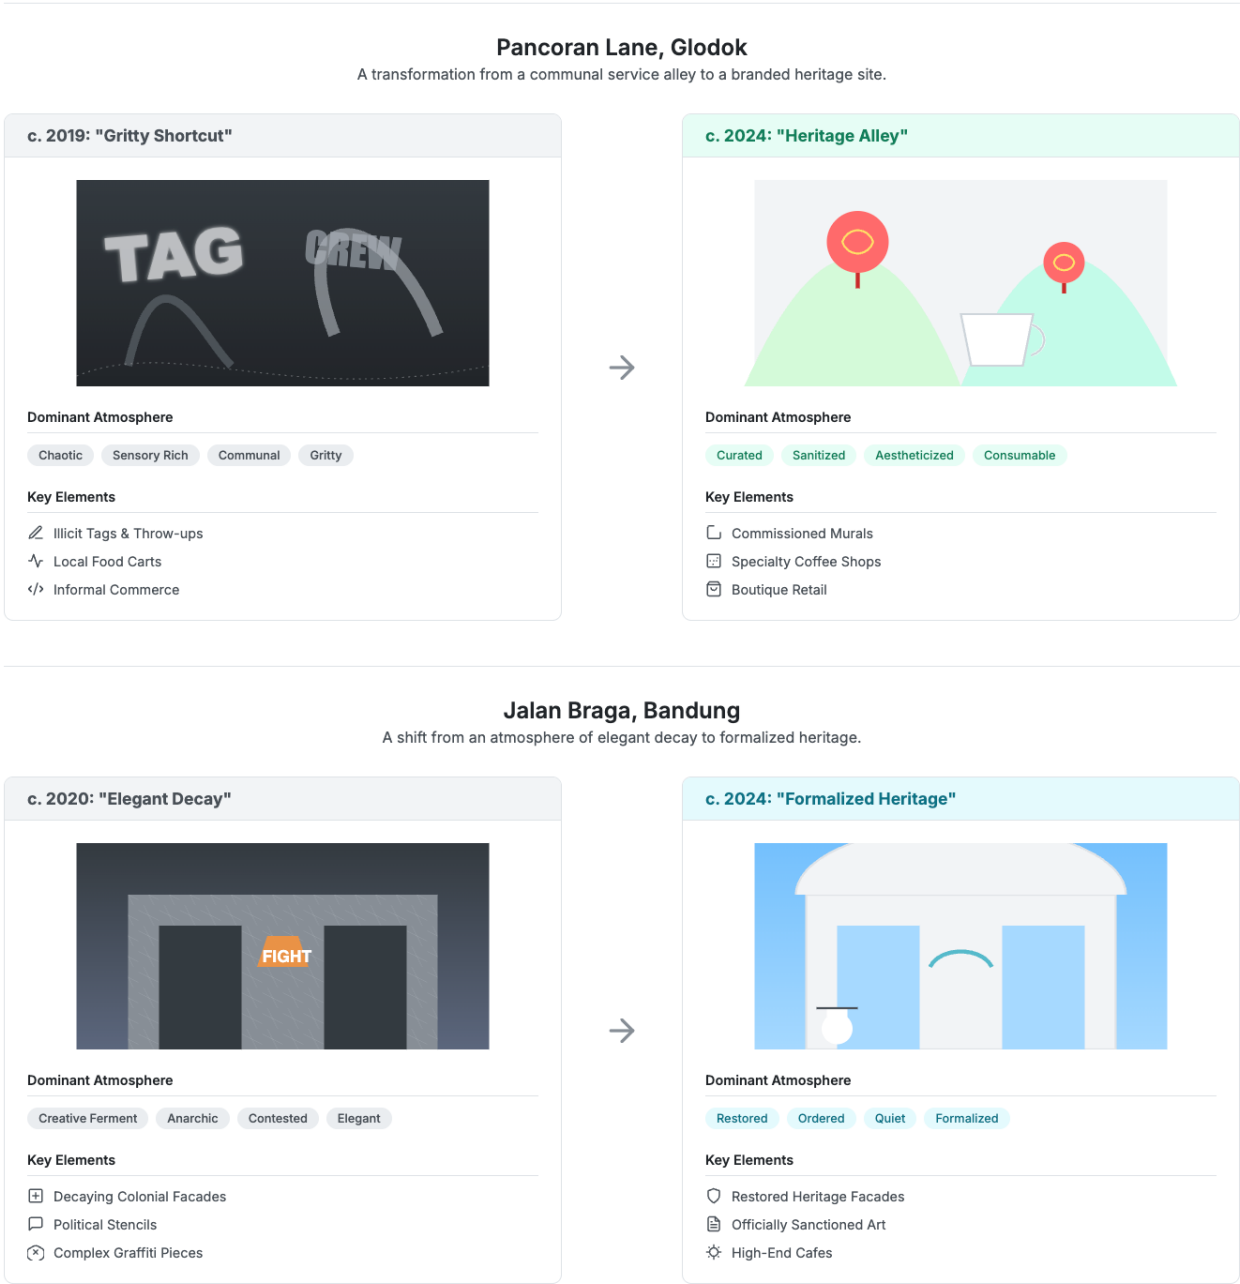 Pancoran Lane, Glodok
A transformation from a communal service alley to a branded heritage site.
c. 2019: "Gritty Shortcut"
TAG
CREW
Dominant Atmosphere
Chaotic
Sensory Rich
Communal
Gritty
Key Elements
Illicit Tags & Throw-ups
Local Food Carts
Informal Commerce
c. 2024: "Heritage Alley"
Dominant Atmosphere
Curated
Sanitized
Aestheticized
Consumable
Key Elements
Commissioned Murals
Specialty Coffee Shops
Boutique Retail
Jalan Braga, Bandung
A shift from an atmosphere of elegant decay to formalized heritage.
c. 2020: "Elegant Decay"
FIGHT
Dominant Atmosphere
Creative Ferment
Anarchic
Contested
Elegant
Key Elements
Decaying Colonial Facades
Political Stencils
Complex Graffiti Pieces
c. 2024: "Formalized Heritage"
Dominant Atmosphere
Restored
Ordered
Quiet
Formalized
Key Elements
Restored Heritage Facades
Officially Sanctioned Art
High-End Cafes